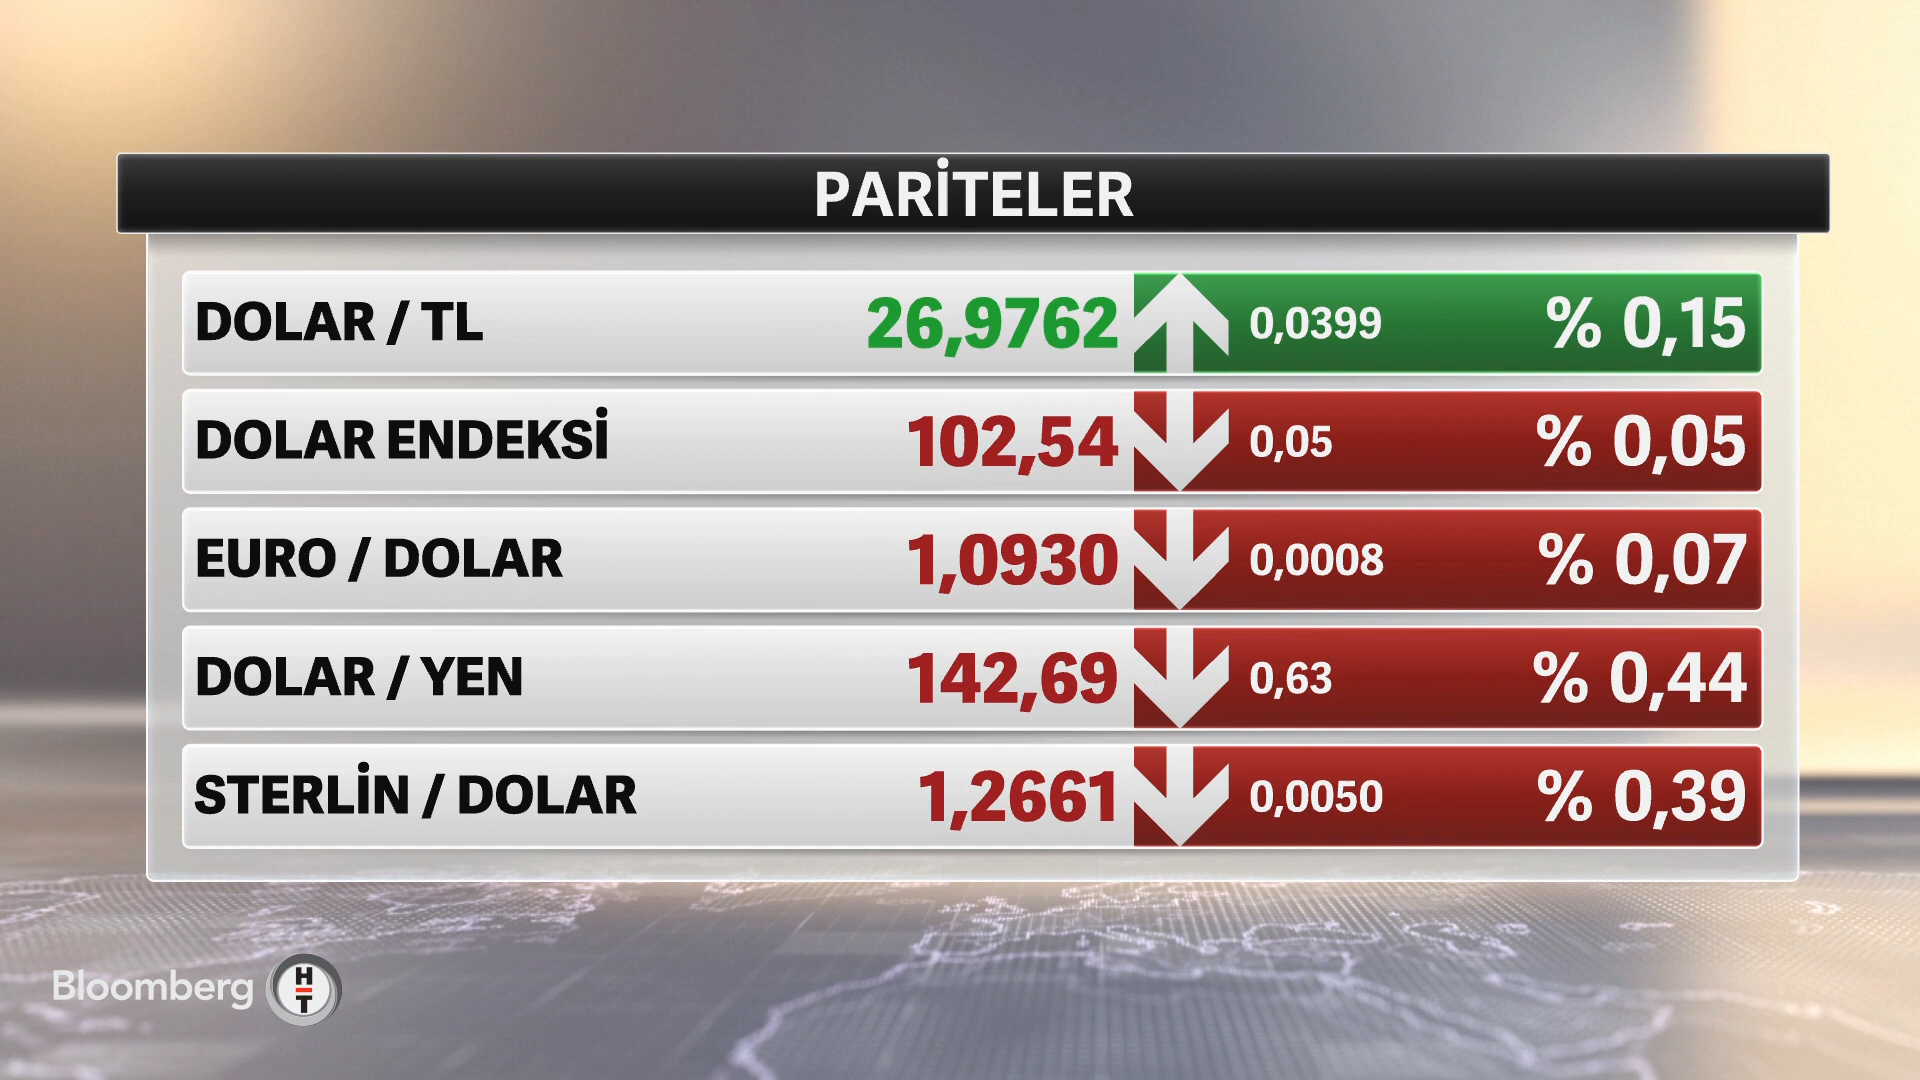 PARİTELER
DOLAR / TL 26,9762 0,0399 % 0,15
DOLAR ENDEKSİ 102,54 0,05 % 0,05
EURO / DOLAR 1,0930 0,0008 % 0,07
DOLAR / YEN 142,69 0,63 % 0,44
STERLİN / DOLAR 1,2661 0,0050 % 0,39
Bloomberg HT